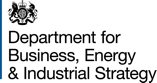 Department for
Business, Energy
& Industrial Strategy